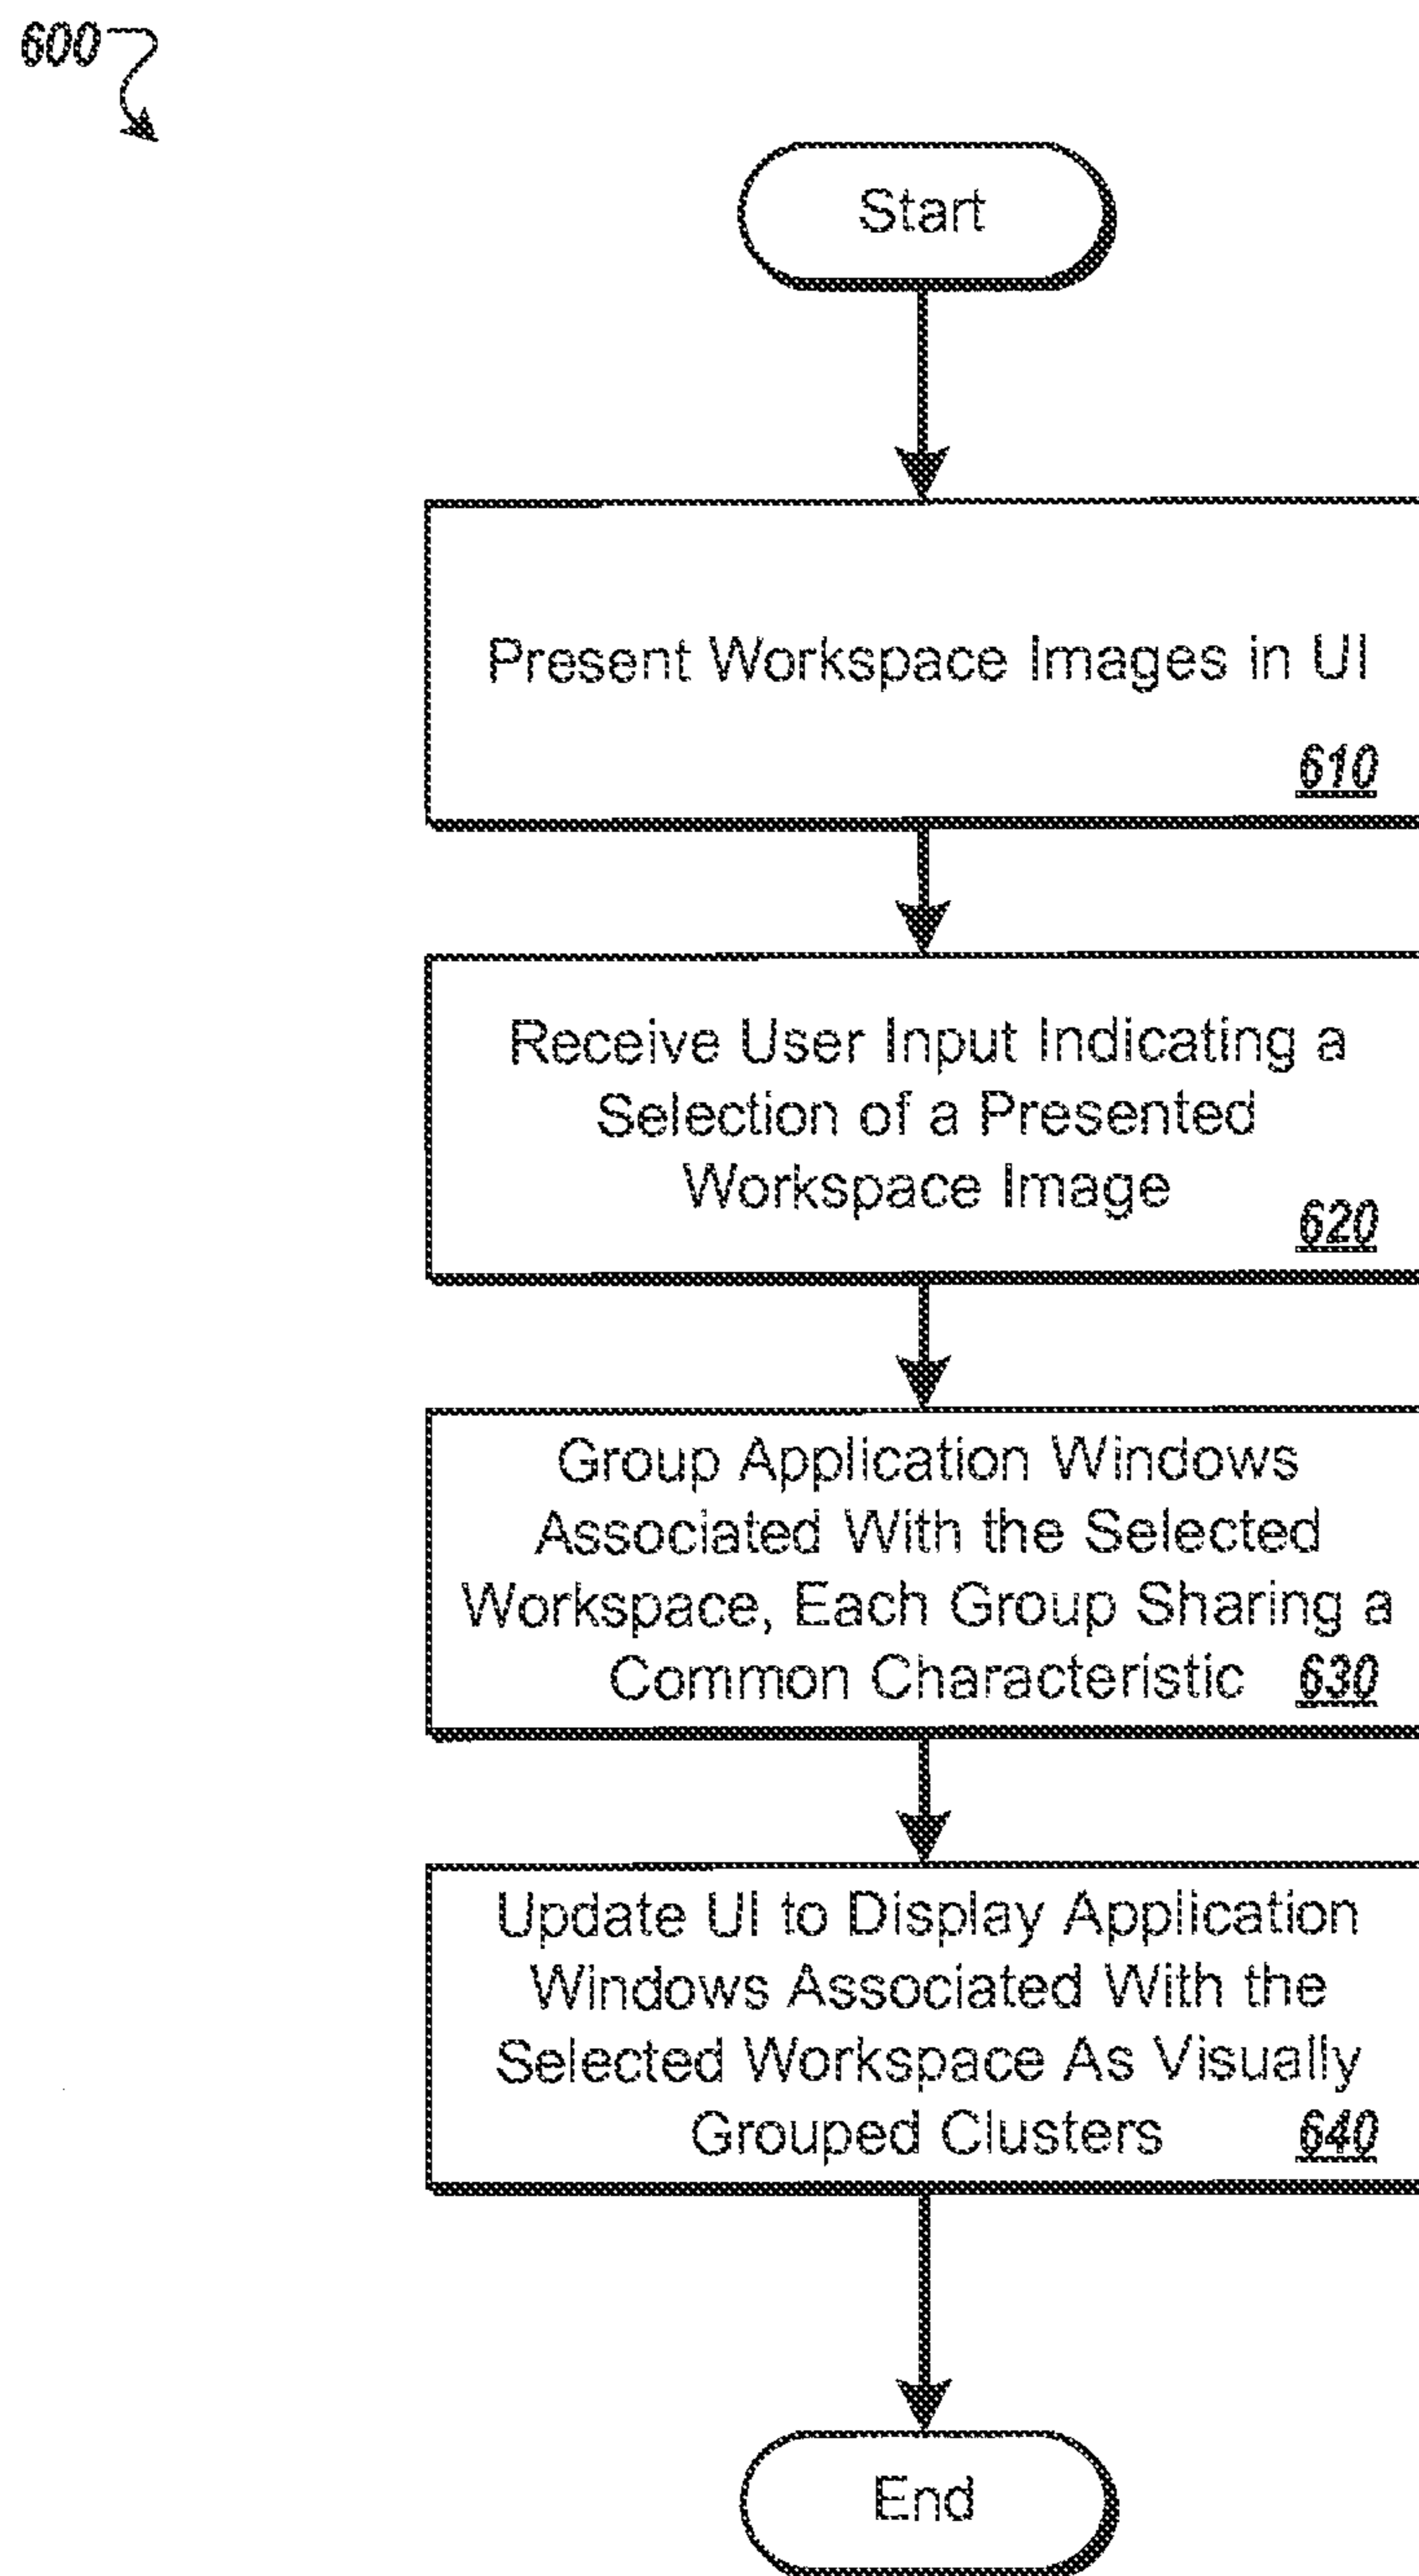 600
Start
Present Workspace Images in UI
610
Receive User Input Indicating a
Selection of a Presented
Workspace Image
620
Group Application Windows
Associated With the Selected
Workspace, Each Group Sharing a
Common Characteristic 630
Update UI to Display Application
Windows Associated With the
Selected Workspace As Visually
Grouped Clusters 640
End